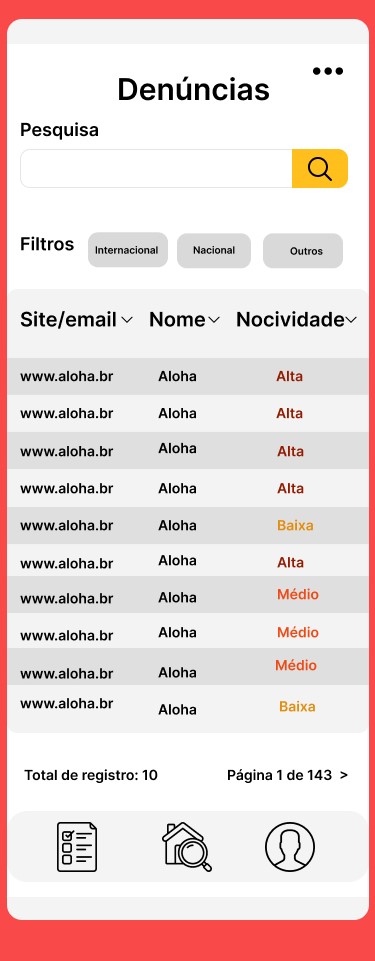 Denúncias
Pesquisa
Filtros Internacional Nacional Outros
Site/email Nome Nocividade
www.aloha.br Aloha Alta
www.aloha.br Aloha Alta
www.aloha.br Aloha Alta
www.aloha.br Aloha Alta
www.aloha.br Aloha Baixa
www.aloha.br Aloha Alta
www.aloha.br Aloha Médio
www.aloha.br Aloha Médio
www.aloha.br Aloha Médio
www.aloha.br Aloha Baixa
Total de registro: 10 Página 1 de 143 >